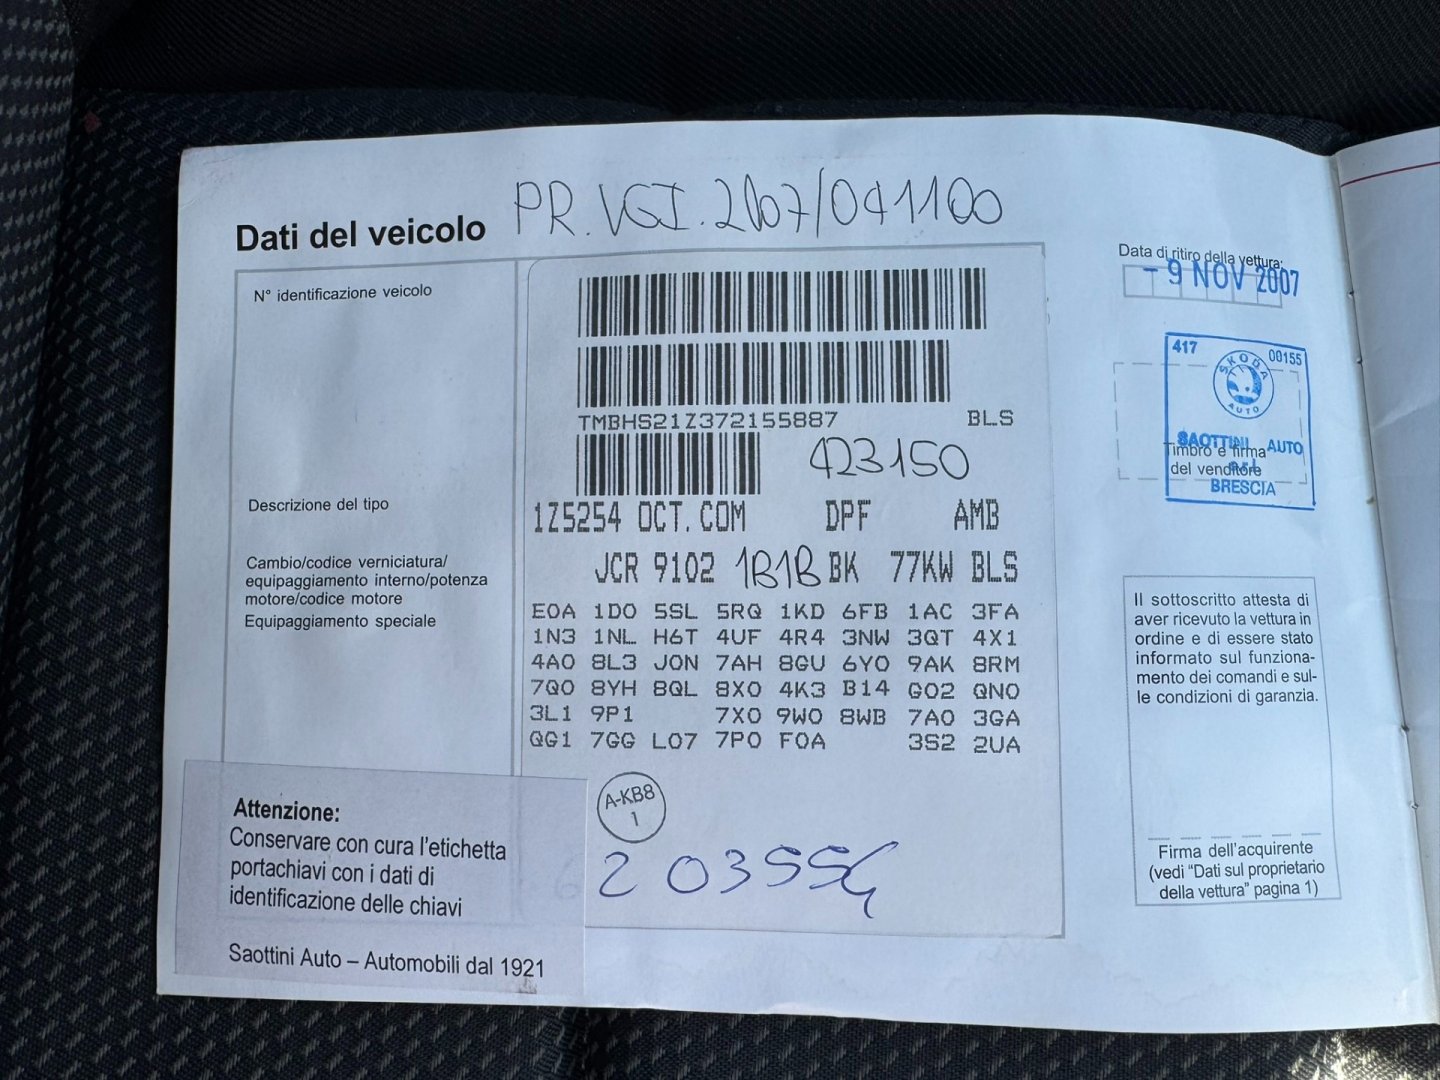 Dati del veicolo PR.VGI.2007/041100
N° identificazione veicolo
TMBHS21Z372155887 BLS
423150
Descrizione del tipo
1Z5254 OCT.COM DPF AMB
Cambio/codice verniciatura/
equipaggiamento interno/potenza
motore/codice motore
JCR 9102 1B1B BK 77KW BLS
Equipaggiamento speciale
E0A 1D0 5SL 5RQ 1KD 6FB 1AC 3FA
1N3 1NL H6T 4UF 4R4 3NW 3QT 4X1
4A0 8L3 J0N 7AH 8GU 6Y0 9AK 8RM
7Q0 8YH 8QL 8X0 4K3 B14 G02 QN0
3L1 9P1 7X0 9W0 8WB 7A0 3GA
QG1 7GG L07 7P0 F0A 3S2 2UA
A-KB8
1
2 03554
Attenzione:
Conservare con cura l'etichetta
portachiavi con i dati di
identificazione delle chiavi
Saottini Auto – Automobili dal 1921
Data di ritiro della vettura:
- 9 NOV 2007
417 00155
SKODA
AUTO
SAOTTINI AUTO
s.r.l.
BRESCIA
Timbro e firma
del venditore
Il sottoscritto attesta di
aver ricevuto la vettura in
ordine e di essere stato
informato sul funziona-
mento dei comandi e sul-
le condizioni di garanzia.
Firma dell'acquirente
(vedi "Dati sul proprietario
della vettura" pagina 1)